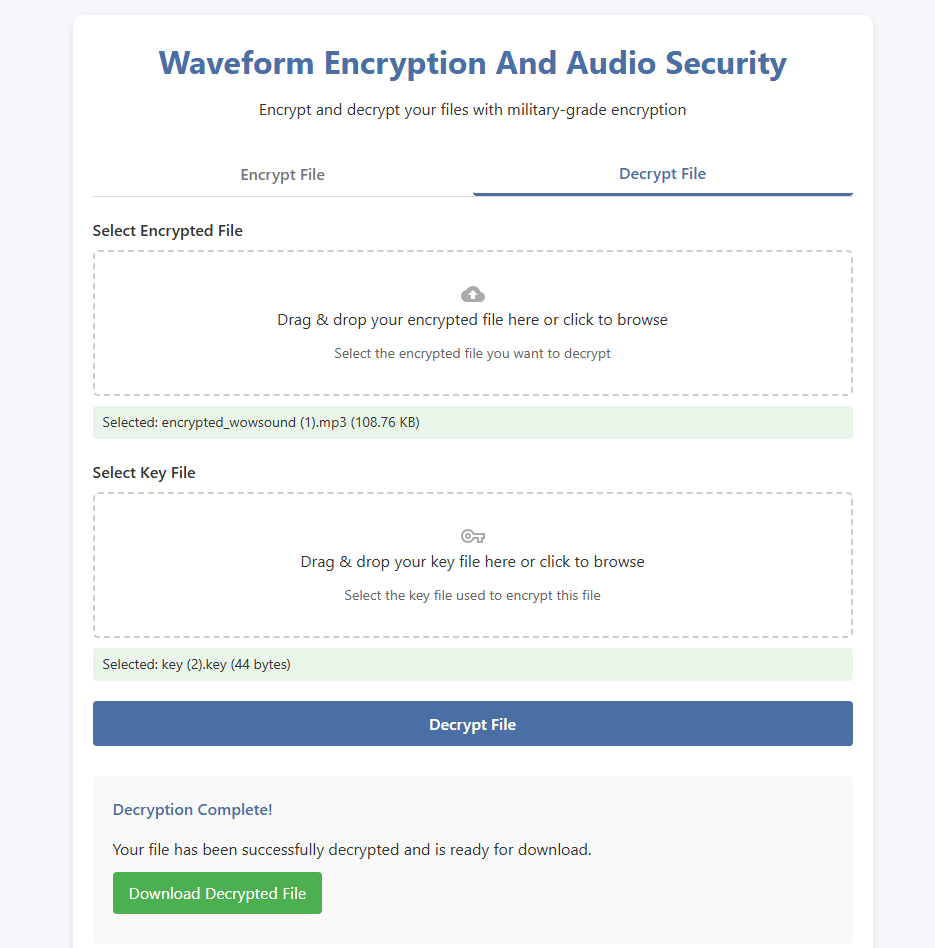 Waveform Encryption And Audio Security
Encrypt and decrypt your files with military-grade encryption
Encrypt File
Decrypt File
Select Encrypted File
Drag & drop your encrypted file here or click to browse
Select the encrypted file you want to decrypt
Selected: encrypted_wowsound (1).mp3 (108.76 KB)
Select Key File
Drag & drop your key file here or click to browse
Select the key file used to encrypt this file
Selected: key (2).key (44 bytes)
Decrypt File
Decryption Complete!
Your file has been successfully decrypted and is ready for download.
Download Decrypted File